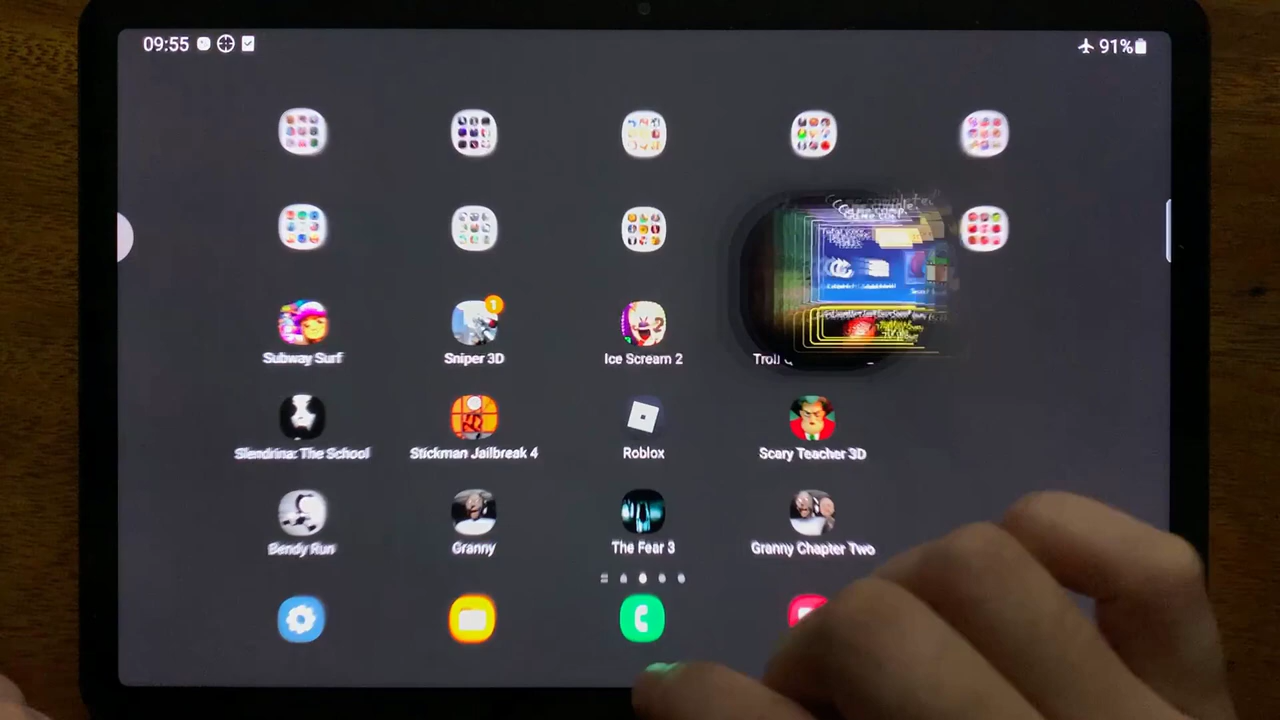 09:55
91%
Subway Surf
Sniper 3D
1
Ice Scream 2
2
Troll
Slendrina: The School
Stickman Jailbreak 4
Roblox
Scary Teacher 3D
Bendy Run
Granny
The Fear 3
Granny Chapter Two